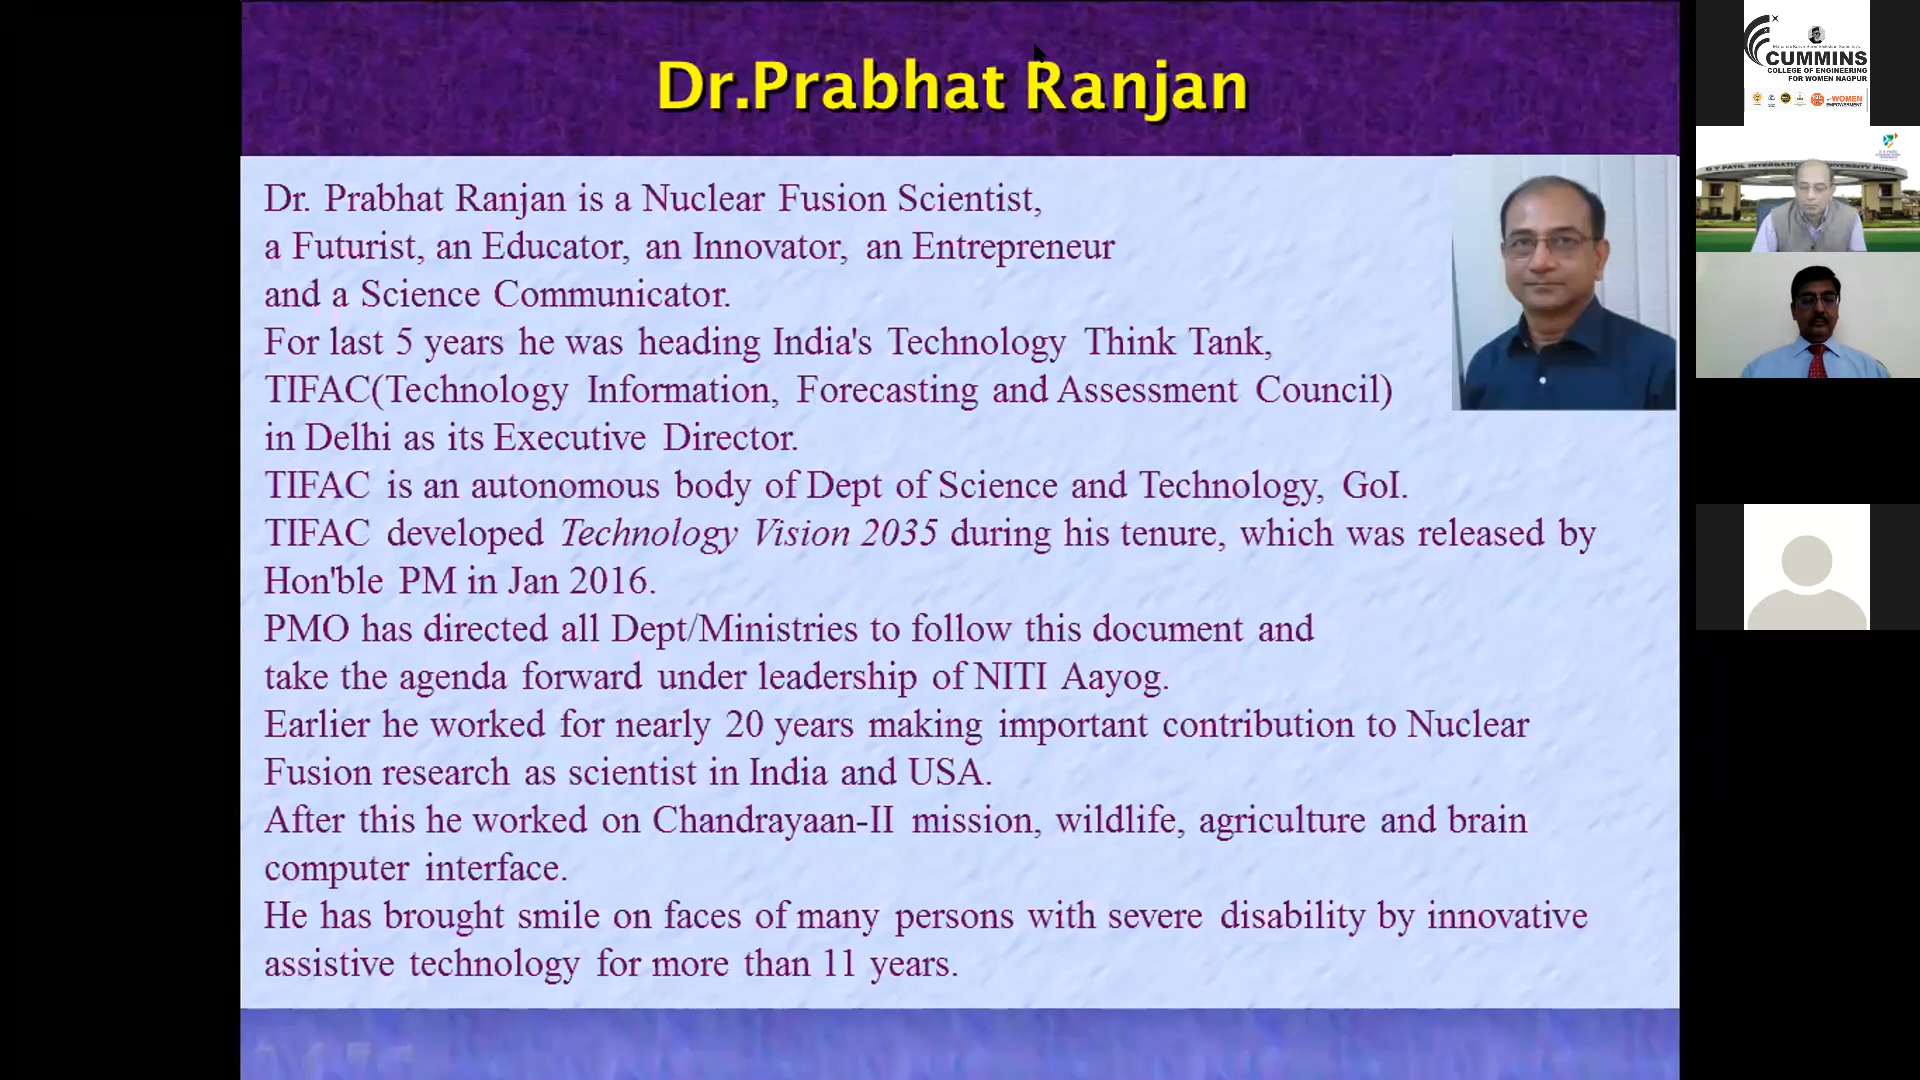 Dr.Prabhat Ranjan
Dr. Prabhat Ranjan is a Nuclear Fusion Scientist,
a Futurist, an Educator, an Innovator, an Entrepreneur
and a Science Communicator.
For last 5 years he was heading India's Technology Think Tank,
TIFAC(Technology Information, Forecasting and Assessment Council)
in Delhi as its Executive Director.
TIFAC is an autonomous body of Dept of Science and Technology, GoI.
TIFAC developed Technology Vision 2035 during his tenure, which was released by
Hon'ble PM in Jan 2016.
PMO has directed all Dept/Ministries to follow this document and
take the agenda forward under leadership of NITI Aayog.
Earlier he worked for nearly 20 years making important contribution to Nuclear
Fusion research as scientist in India and USA.
After this he worked on Chandrayaan-II mission, wildlife, agriculture and brain
computer interface.
He has brought smile on faces of many persons with severe disability by innovative
assistive technology for more than 11 years.
CUMMINS
COLLEGE OF ENGINEERING
FOR WOMEN NAGPUR
WOMEN
EMPOWERMENT
D Y PATIL INTERNATIONAL UNIVERSITY PUNE